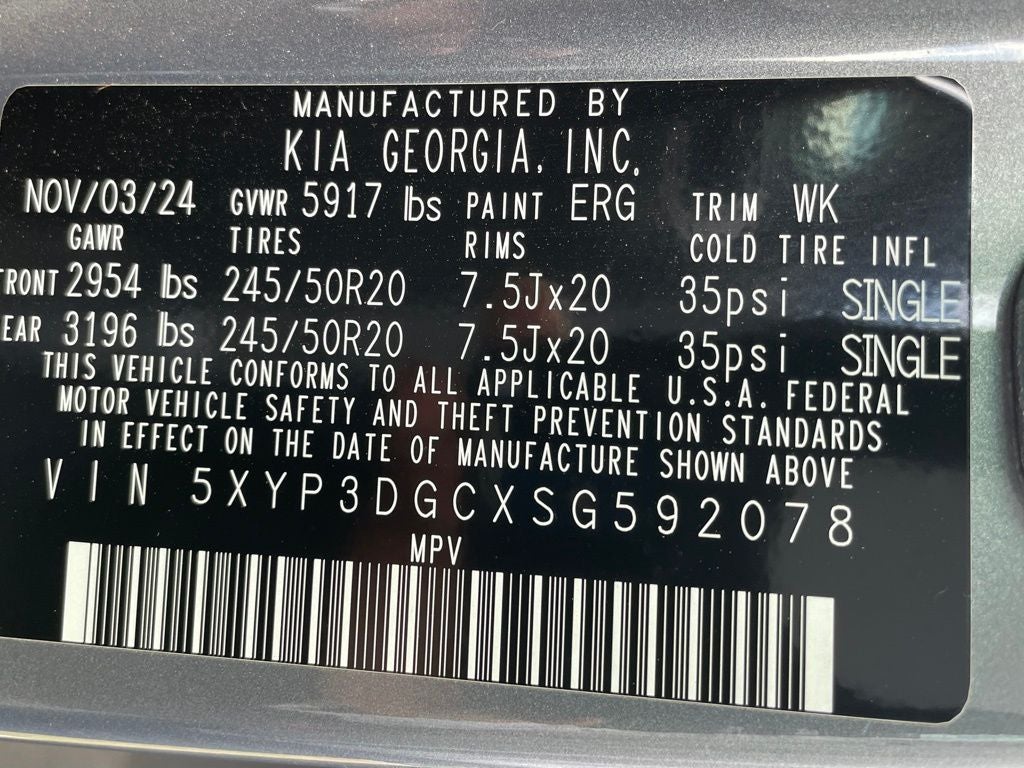 MANUFACTURED BY
KIA GEORGIA, INC.
NOV/03/24 GVWR 5917 lbs PAINT ERG TRIM WK
GAWR TIRES RIMS COLD TIRE INFL
FRONT 2954 lbs 245/50R20 7.5Jx20 35psi SINGLE
EAR 3196 lbs 245/50R20 7.5Jx20 35psi SINGLE
THIS VEHICLE CONFORMS TO ALL APPLICABLE U.S.A. FEDERAL
MOTOR VEHICLE SAFETY AND THEFT PREVENTION STANDARDS
IN EFFECT ON THE DATE OF MANUFACTURE SHOWN ABOVE
VIN 5XYP3DGCXSG592078
MPV